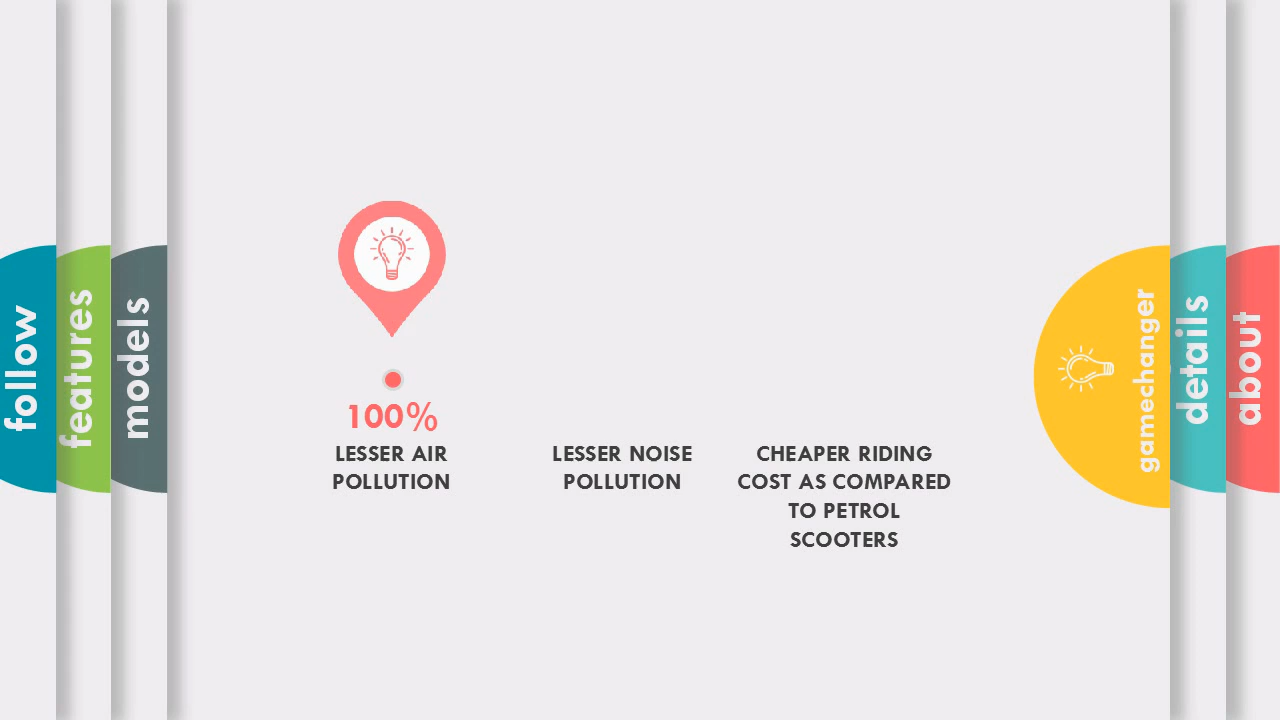 follow
features
models
100%
LESSER AIR
POLLUTION
LESSER NOISE
POLLUTION
CHEAPER RIDING
COST AS COMPARED
TO PETROL
SCOOTERS
gamechanger
details
about